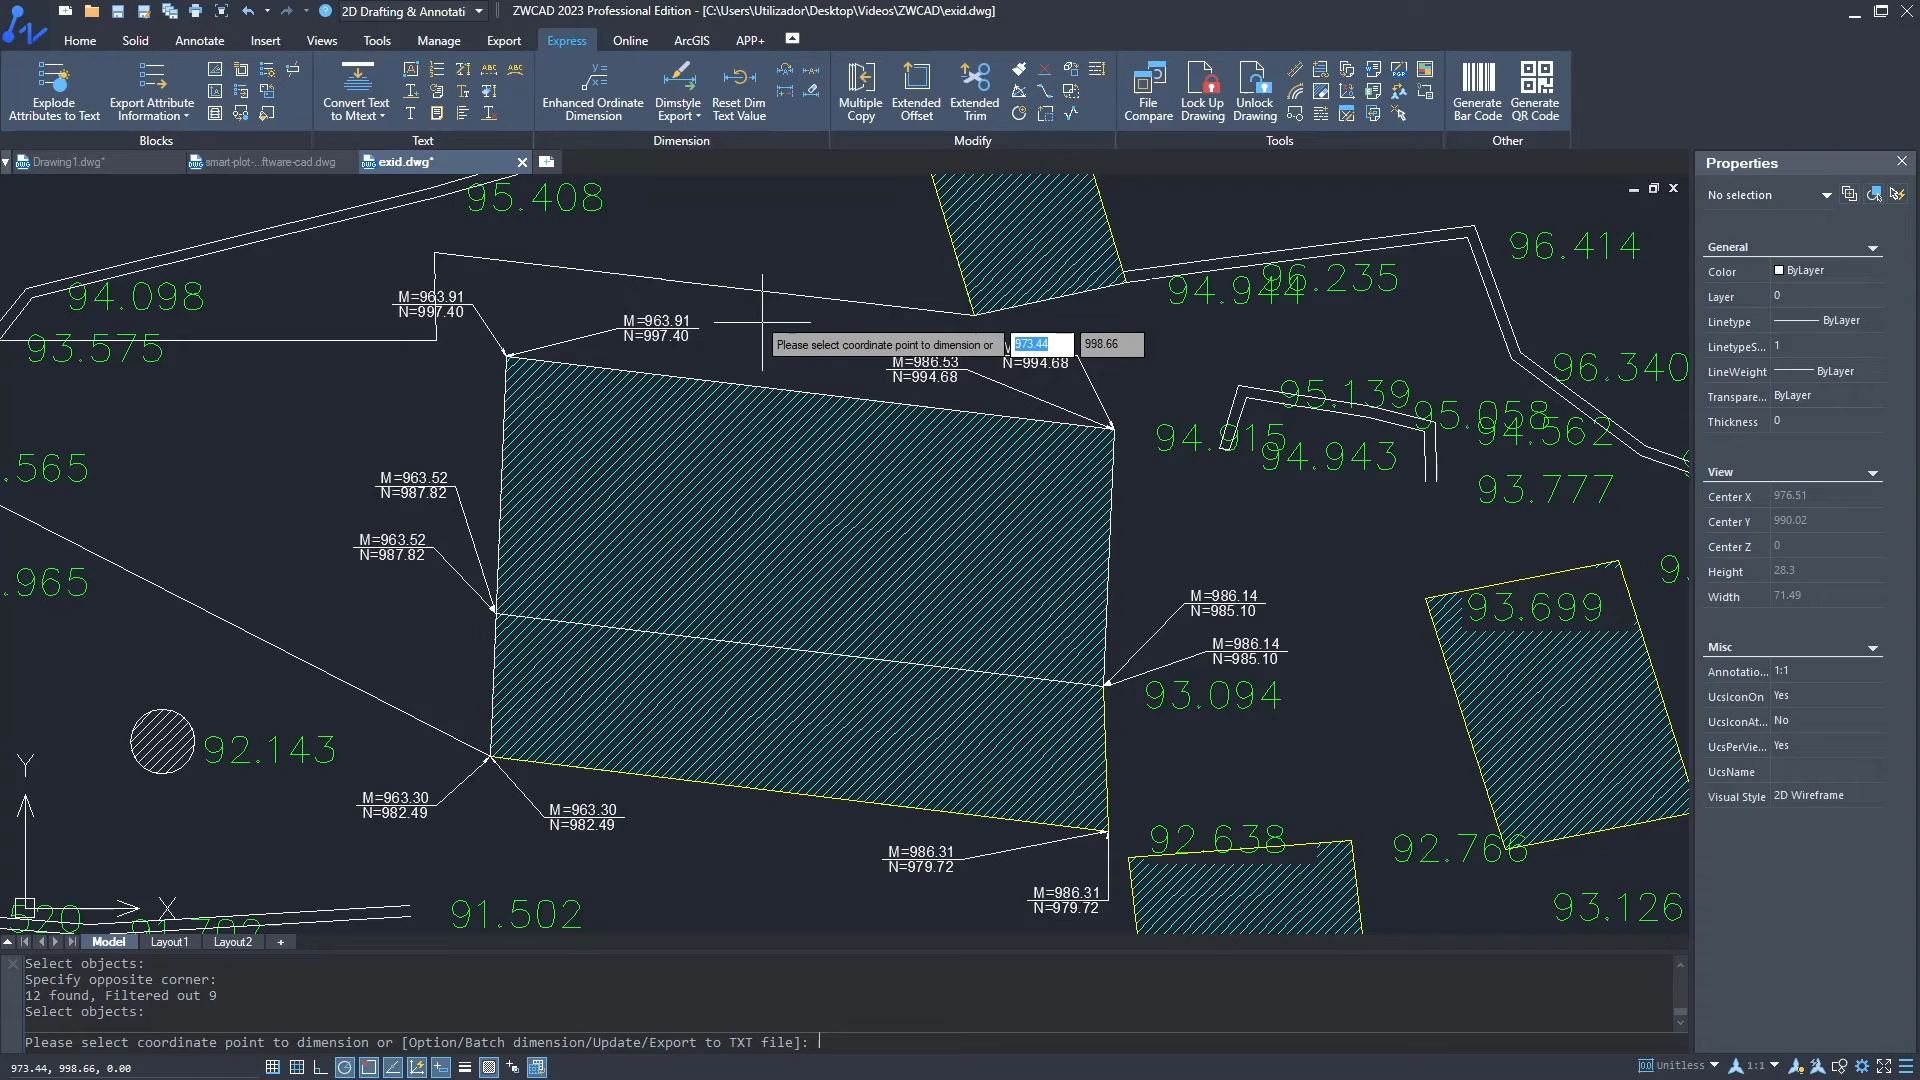 2D Drafting & Annotati
ZWCAD 2023 Professional Edition - [C:\Users\Utilizador\Desktop\Videos\ZWCAD\exid.dwg]
Home Solid Annotate Insert Views Tools Manage Export Express Online ArcGIS APP+
Explode
Attributes to Text
Export Attribute
Information
Convert Text
to Mtext
Enhanced Ordinate
Dimension
Dimstyle
Export
Reset Dim
Text Value
Multiple
Copy
Extended
Offset
Extended
Trim
File
Compare
Lock Up
Drawing
Unlock
Drawing
Generate
Bar Code
Generate
QR Code
Blocks Text Dimension Modify Tools Other
Drawing1.dwg* smart-plot-...ftware-cad.dwg exid.dwg*
95.408
96.414
96.235
94.944
94.098
93.575
M=963.91
N=997.40
M=963.91
N=997.40
Please select coordinate point to dimension or 973.44 998.66
M=986.53
N=994.68
N=994.68
96.340
95.139
95.058
94.562
94.915
94.943
93.777
.565
M=963.52
N=987.82
M=963.52
N=987.82
.965
M=986.14
N=985.10
M=986.14
N=985.10
93.699
93.094
92.143
M=963.30
N=982.49
M=963.30
N=982.49
M=986.31
N=979.72
M=986.31
N=979.72
92.638
92.766
93.126
91.502
520
Y
X
Model Layout1 Layout2 +
Select objects:
Specify opposite corner:
12 found, Filtered out 9
Select objects:
Please select coordinate point to dimension or [Option/Batch dimension/Update/Export to TXT file]:
973.44, 998.66, 0.00
Unitless 1:1
Properties
No selection
General
Color ByLayer
Layer 0
Linetype ByLayer
LinetypeS... 1
LineWeight ByLayer
Transpare... ByLayer
Thickness 0
View
Center X 976.51
Center Y 990.02
Center Z 0
Height 28.3
Width 71.49
Misc
Annotatio... 1:1
UcsIconOn Yes
UcsIconAt... No
UcsPerVie... Yes
UcsName
Visual Style 2D Wireframe